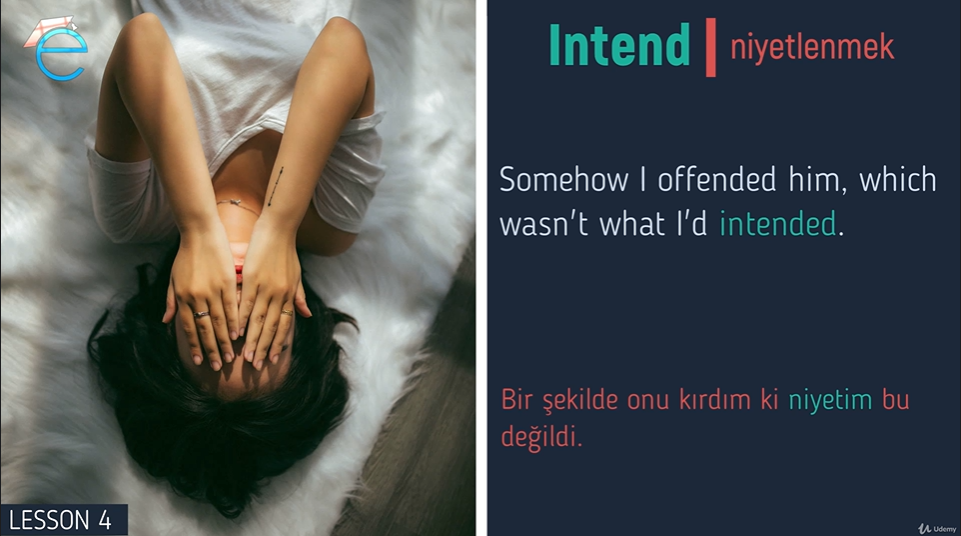 e
LESSON 4
Intend | niyetlenmek
Somehow I offended him, which
wasn't what I'd intended.
Bir şekilde onu kırdım ki niyetim bu
değildi.
Udemy